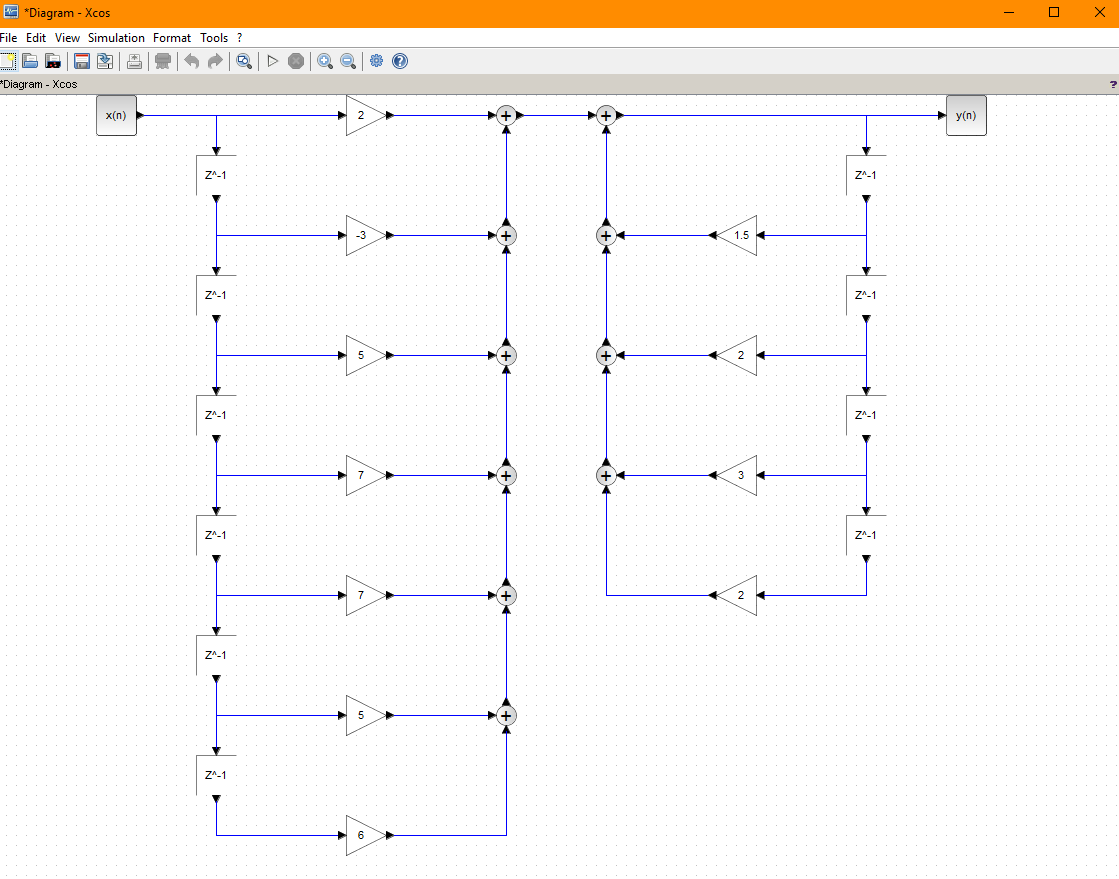 *Diagram - Xcos
File Edit View Simulation Format Tools ?
*Diagram - Xcos ?
x(n) 2 + + y(n)
Z^-1 Z^-1
-3 + + 1.5
Z^-1 Z^-1
5 + + 2
Z^-1 Z^-1
7 + + 3
Z^-1 Z^-1
7 + 2
Z^-1
5 +
Z^-1
6